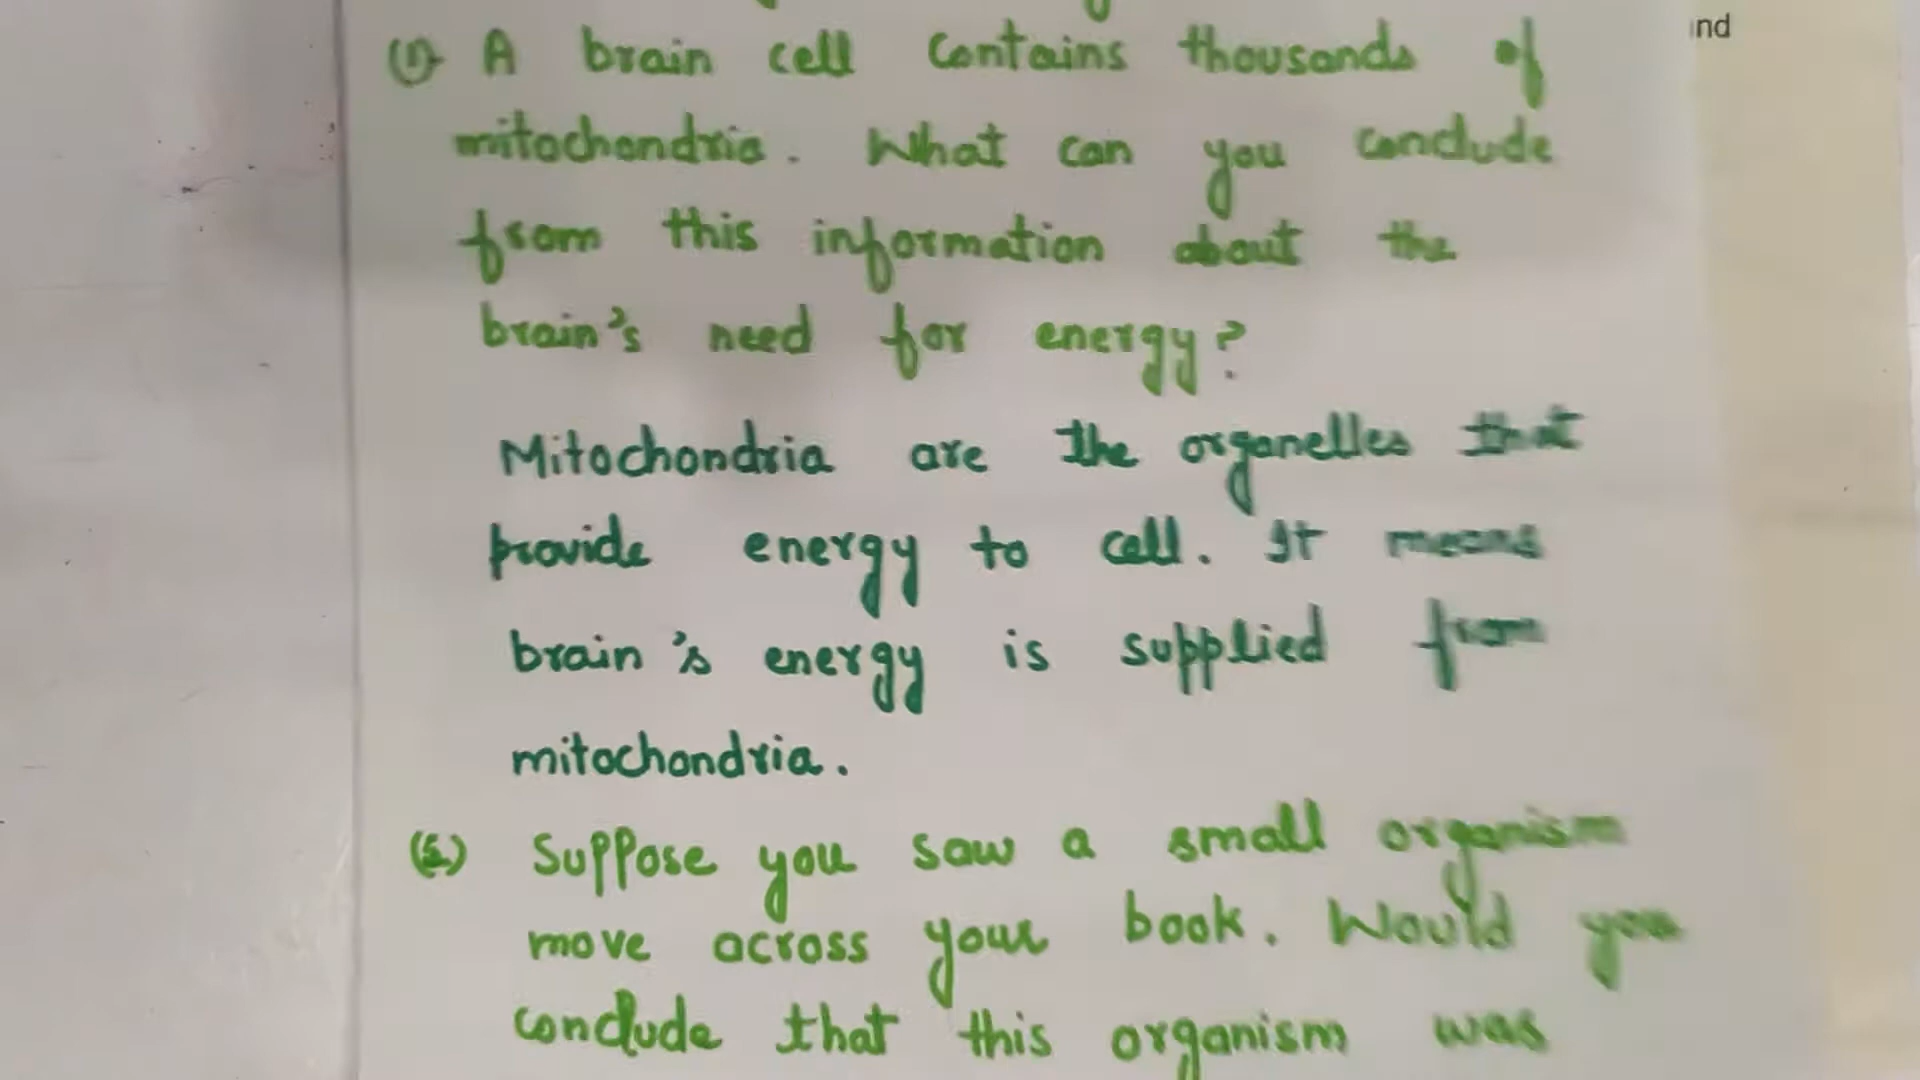 (1) A brain cell contains thousands of
mitochondria. What can you conclude
from this information about the
brain's need for energy?
Mitochondria are the organelles that
provide energy to cell. It means
brain's energy is supplied from
mitochondria.
Suppose you saw a small organism
move across your book. Would you
conclude that this organism was